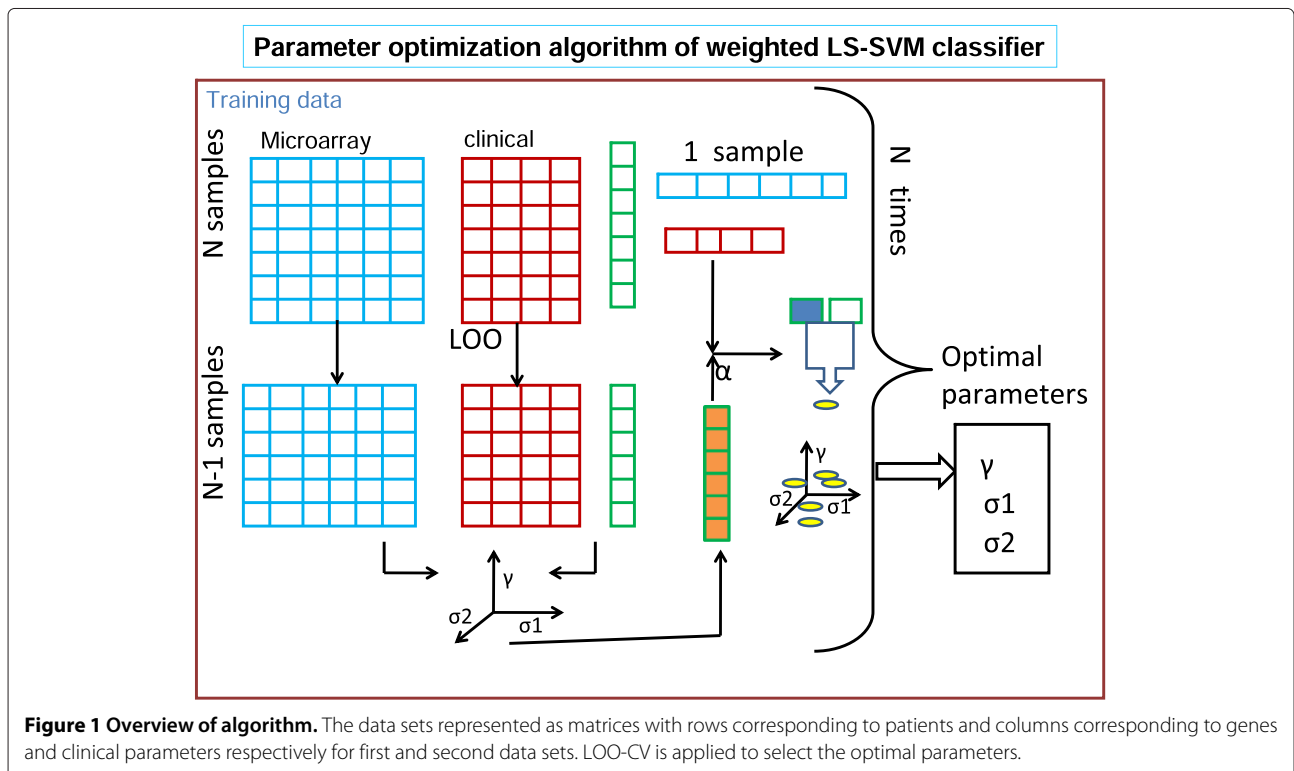 Parameter optimization algorithm of weighted LS-SVM classifier
Training data
N samples
Microarray
clinical
1 sample
N times
LOO
α
N-1 samples
Optimal
parameters
γ
σ2
σ1
γ
σ1
σ2
γ
σ2
σ1
Figure 1 Overview of algorithm. The data sets represented as matrices with rows corresponding to patients and columns corresponding to genes
and clinical parameters respectively for first and second data sets. LOO-CV is applied to select the optimal parameters.